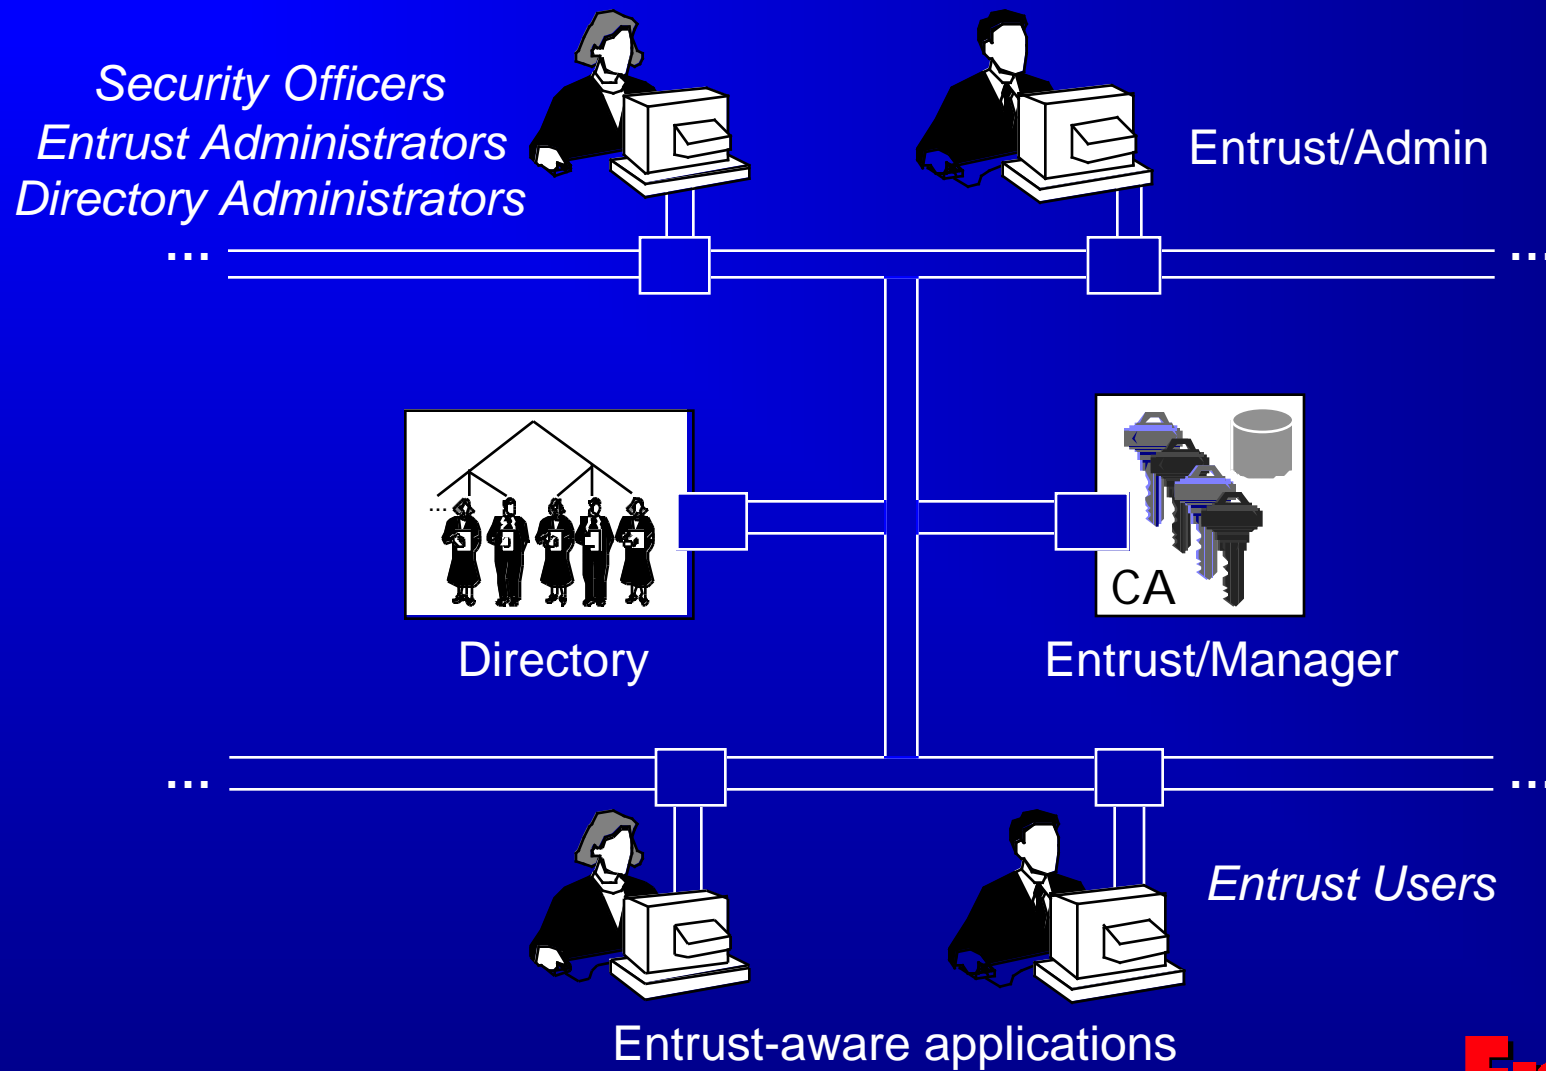 Security Officers
Entrust Administrators
Directory Administrators
Entrust/Admin
...
...
...
CA
Directory
Entrust/Manager
...
...
Entrust Users
Entrust-aware applications